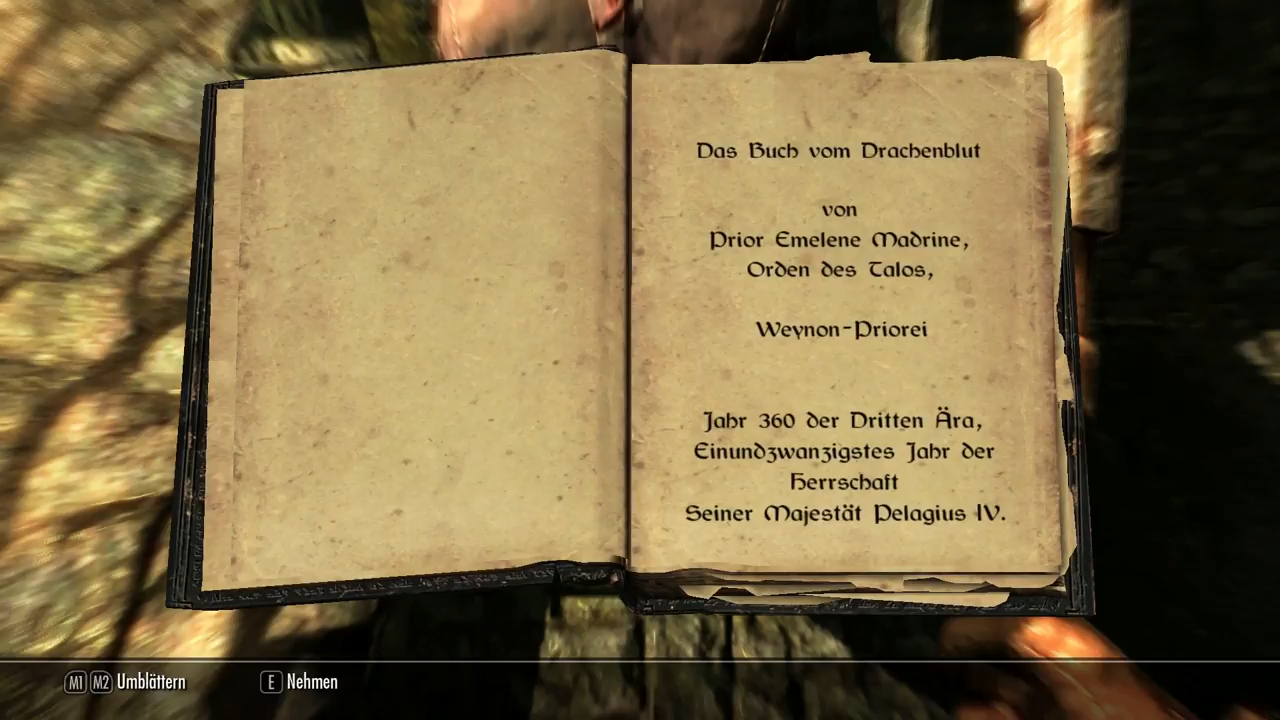 Das Buch vom Drachenblut
von
Prior Emelene Madrine,
Orden des Talos,
Weynon-Priorei
Jahr 360 der Dritten Ära,
Einundzwanzigstes Jahr der
Herrschaft
Seiner Majestät Pelagius IV.
M1 M2 Umblättern
E Nehmen